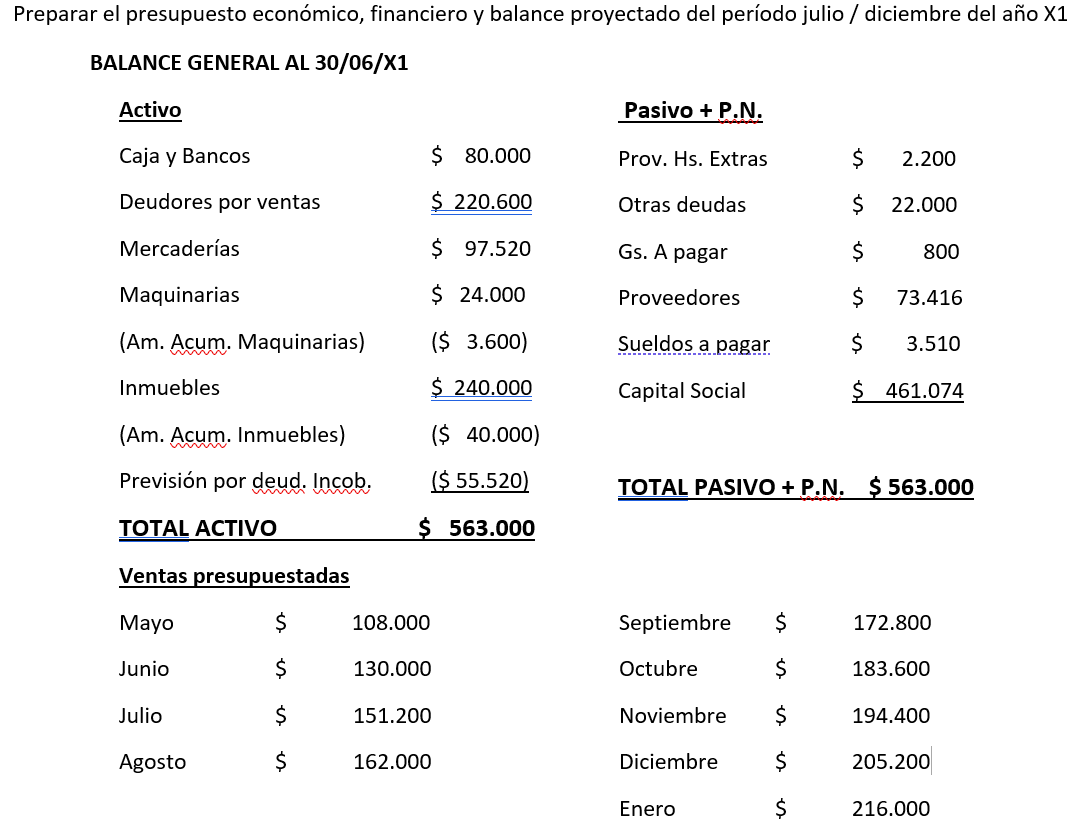 Preparar el presupuesto económico, financiero y balance proyectado del período julio / diciembre del año X1
BALANCE GENERAL AL 30/06/X1
Activo Pasivo + P.N.
Caja y Bancos $ 80.000 Prov. Hs. Extras $ 2.200
Deudores por ventas $ 220.600 Otras deudas $ 22.000
Mercaderías $ 97.520 Gs. A pagar $ 800
Maquinarias $ 24.000 Proveedores $ 73.416
(Am. Acum. Maquinarias) ($ 3.600) Sueldos a pagar $ 3.510
Inmuebles $ 240.000 Capital Social $ 461.074
(Am. Acum. Inmuebles) ($ 40.000)
Previsión por deud. Incob. ($ 55.520) TOTAL PASIVO + P.N. $ 563.000
TOTAL ACTIVO $ 563.000
Ventas presupuestadas
Mayo $ 108.000 Septiembre $ 172.800
Junio $ 130.000 Octubre $ 183.600
Julio $ 151.200 Noviembre $ 194.400
Agosto $ 162.000 Diciembre $ 205.200
Enero $ 216.000